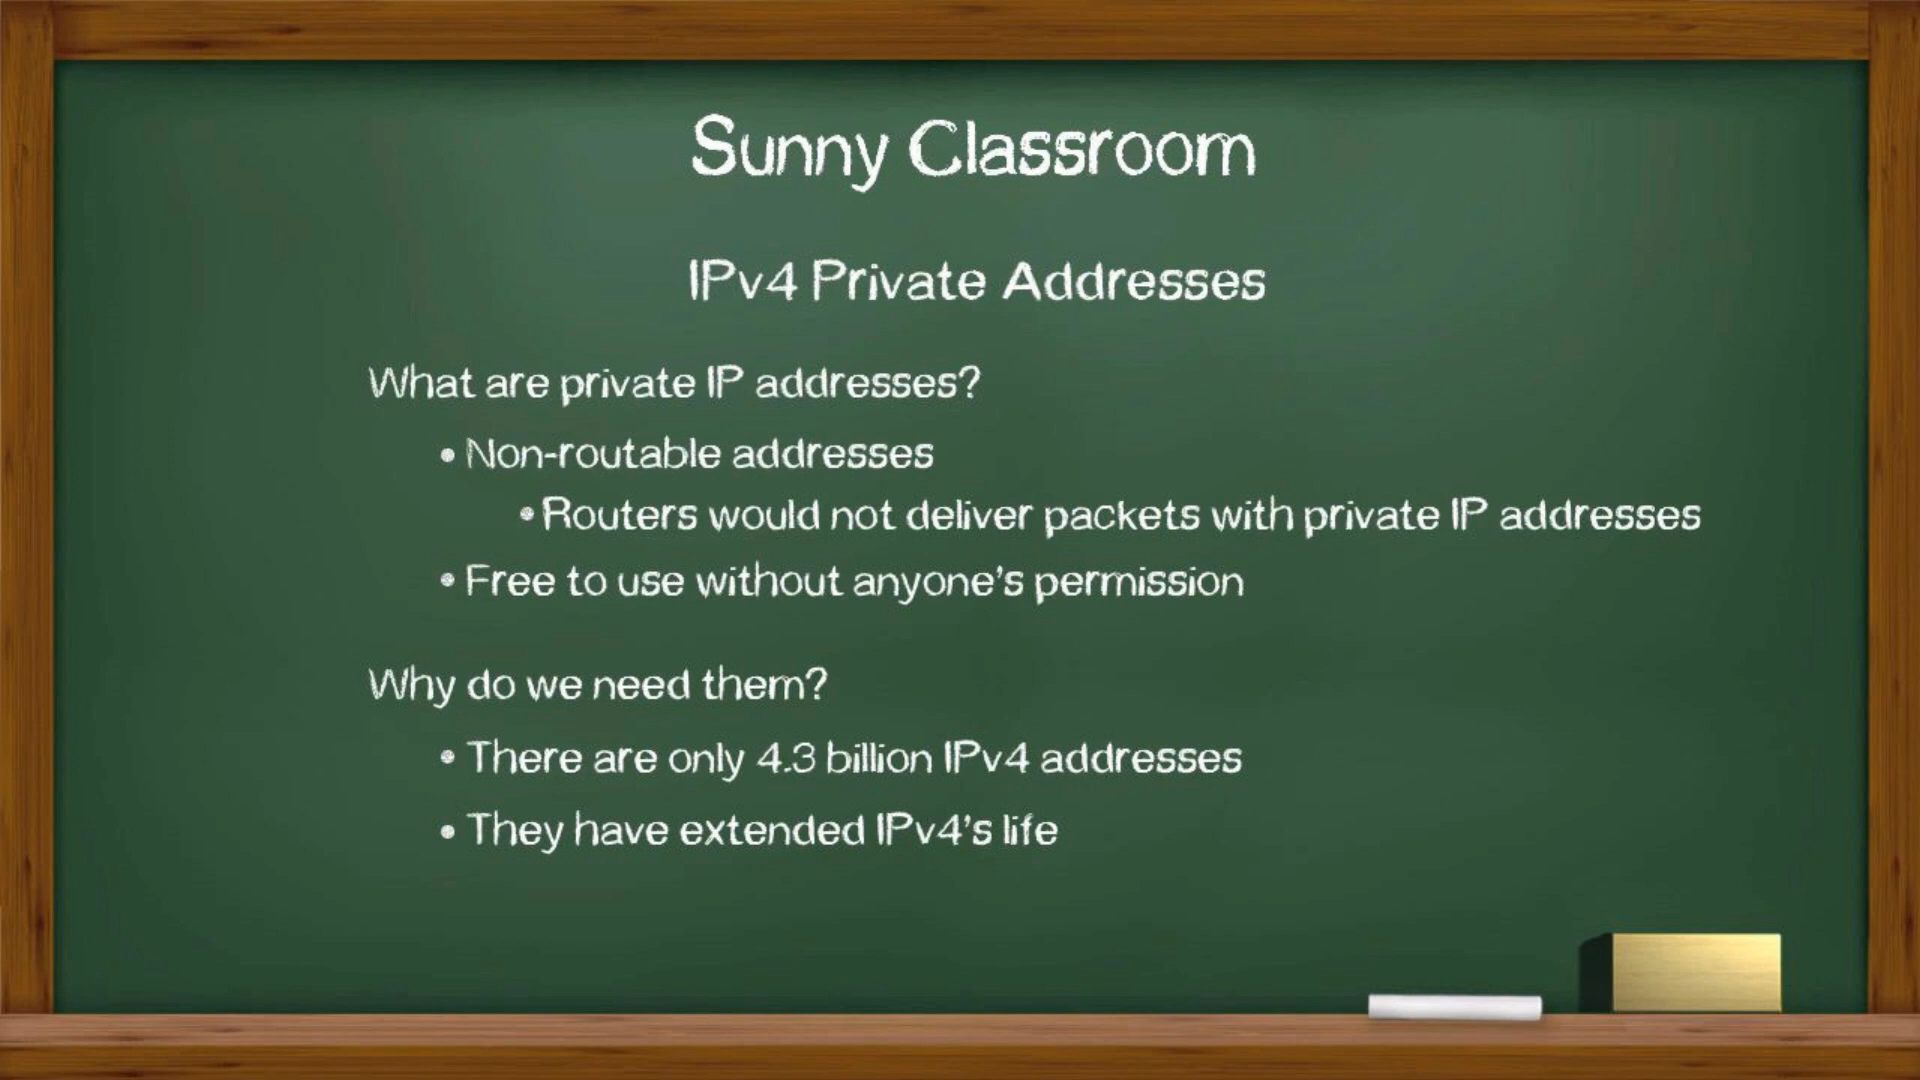 Sunny Classroom
IPv4 Private Addresses
What are private IP addresses?
• Non-routable addresses
• Routers would not deliver packets with private IP addresses
• Free to use without anyone's permission
Why do we need them?
• There are only 4.3 billion IPv4 addresses
• They have extended IPv4's life